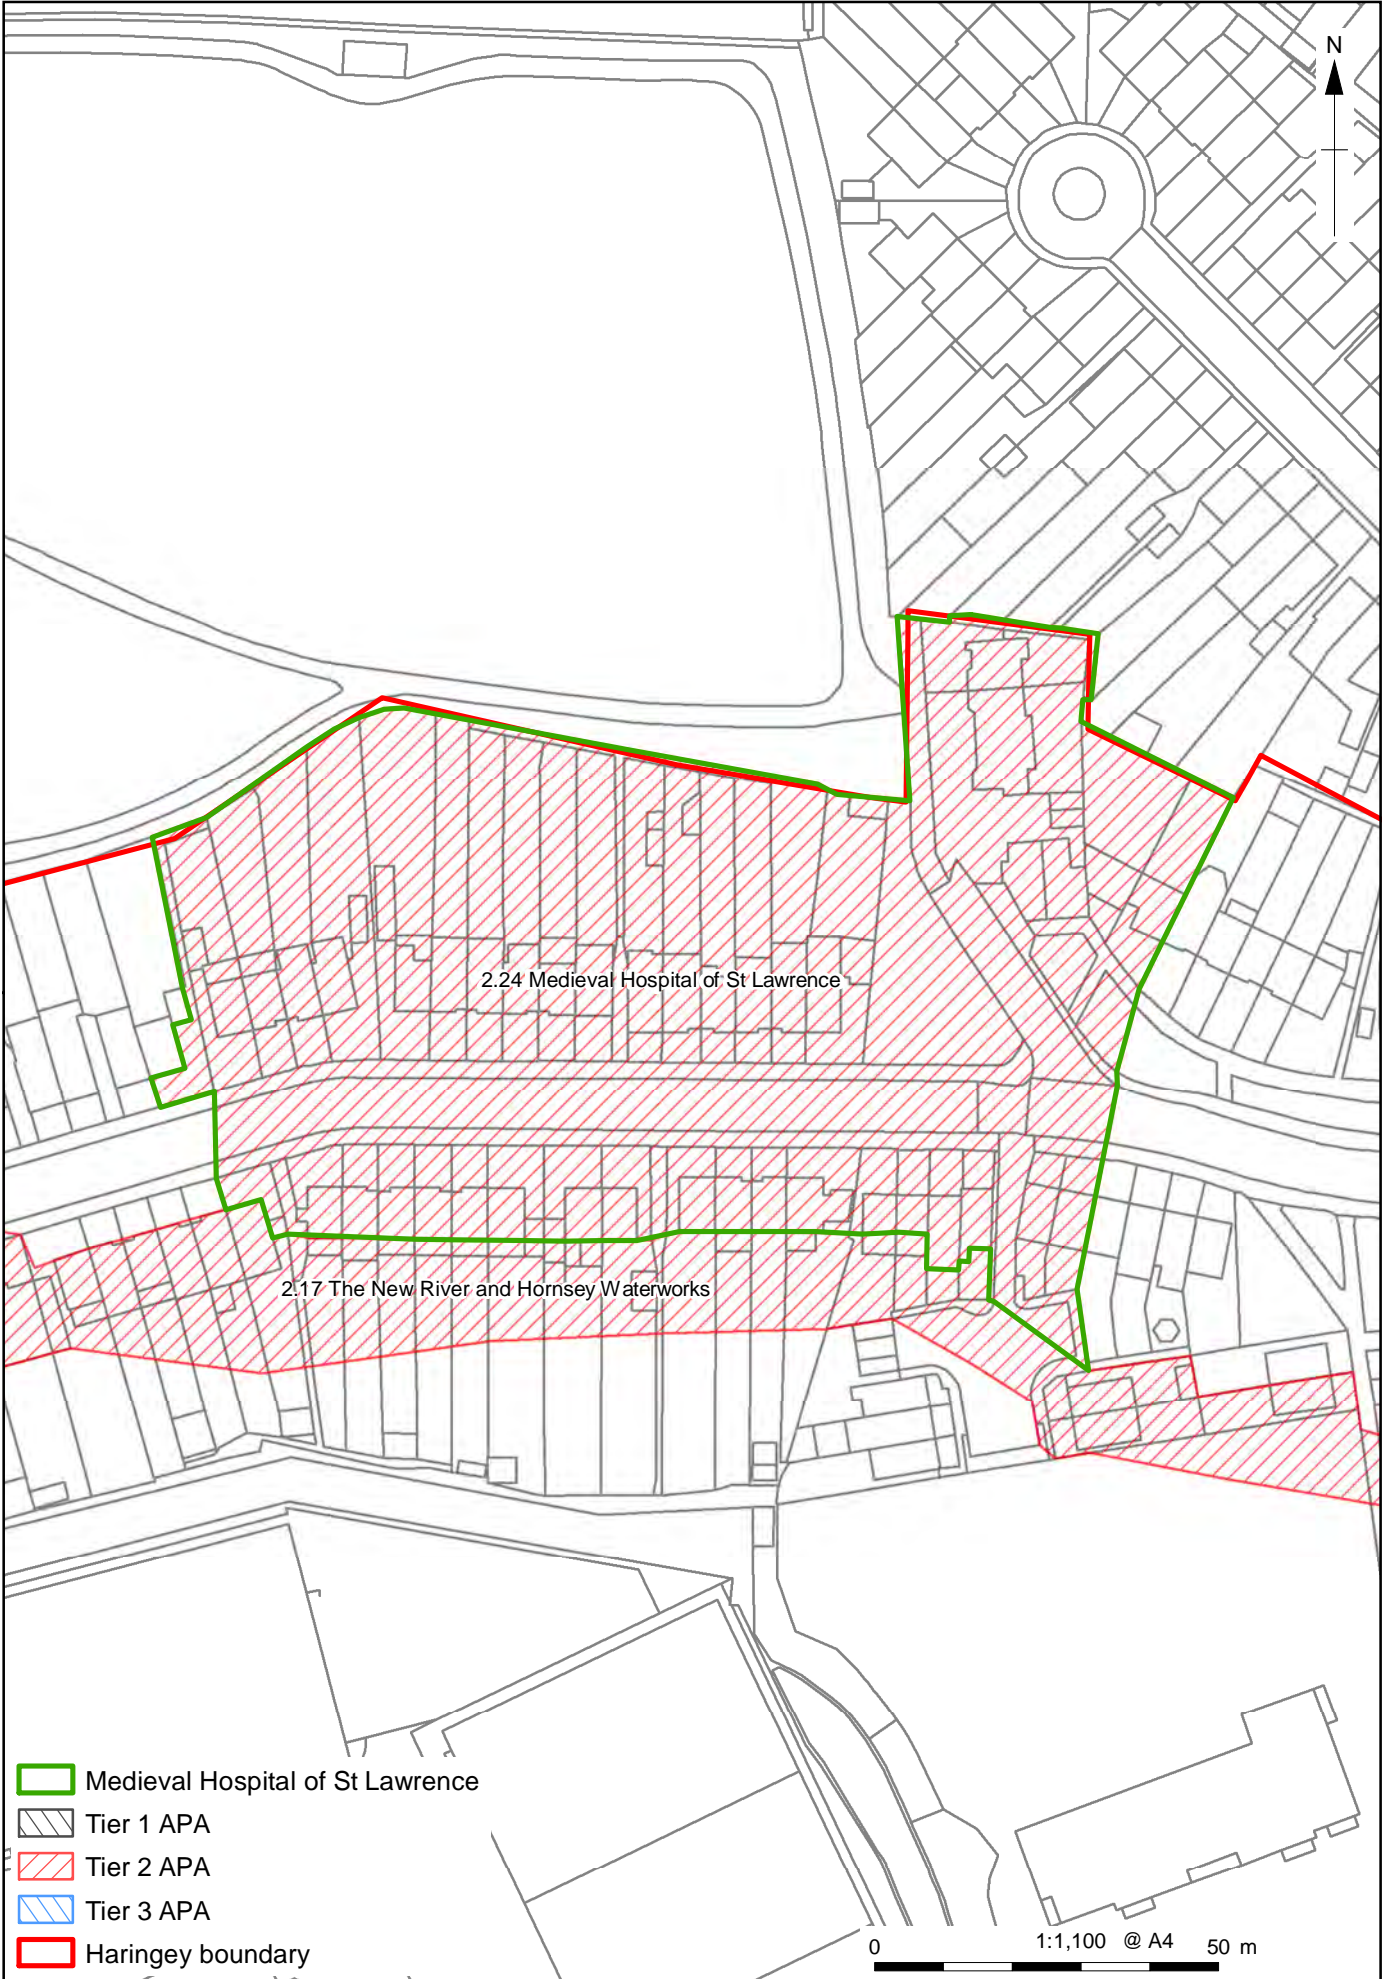 N
2.24 Medieval Hospital of St Lawrence
2.17 The New River and Hornsey Waterworks
Medieval Hospital of St Lawrence
Tier 1 APA
Tier 2 APA
Tier 3 APA
Haringey boundary
0 1:1,100 @ A4 50 m